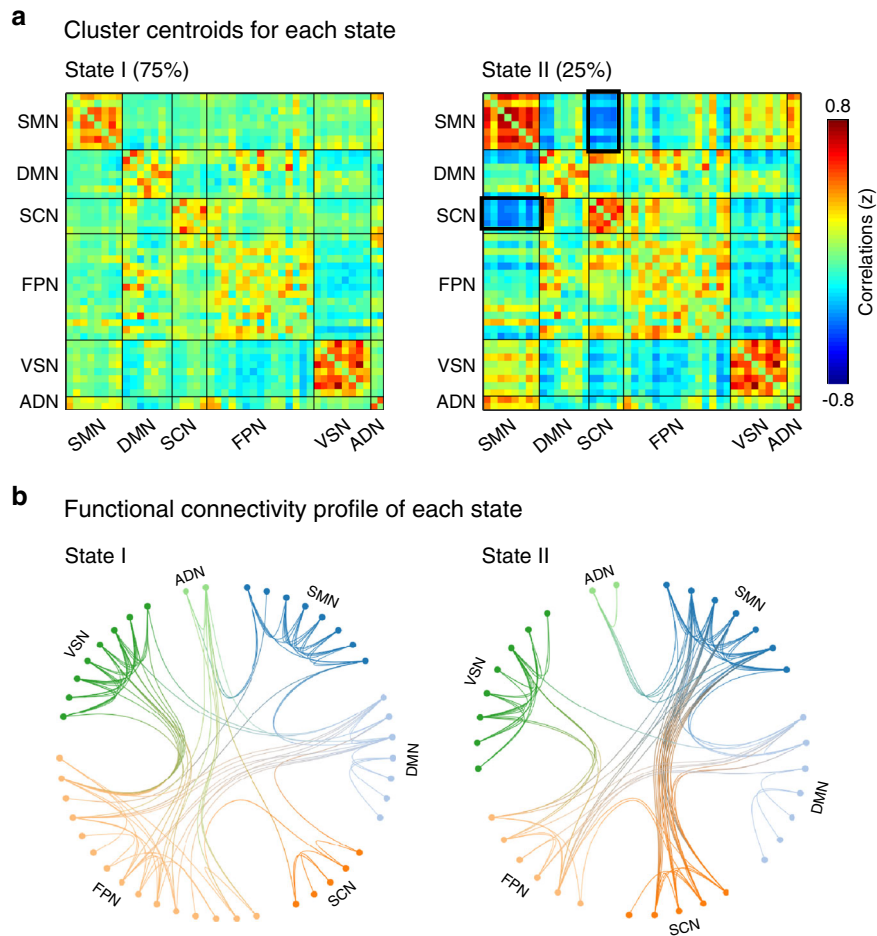 a
Cluster centroids for each state
State I (75%)
State II (25%)
SMN
DMN
SCN
FPN
VSN
ADN
SMN
DMN
SCN
FPN
VSN
ADN
SMN
DMN
SCN
FPN
VSN
ADN
SMN
DMN
SCN
FPN
VSN
ADN
0.8
Correlations (z)
-0.8
b
Functional connectivity profile of each state
State I
State II
ADN
SMN
VSN
DMN
FPN
SCN
ADN
SMN
VSN
DMN
FPN
SCN